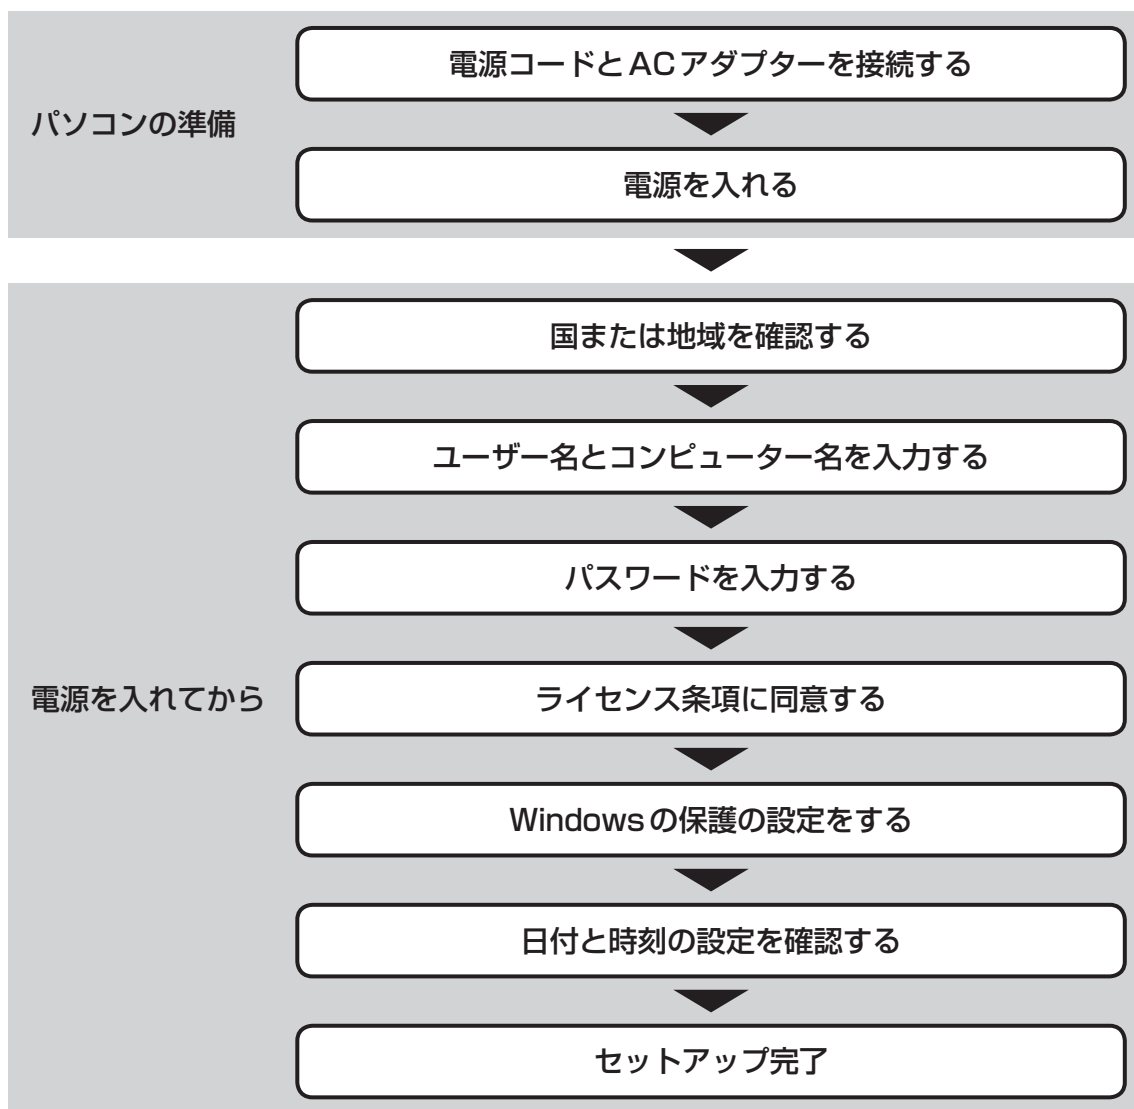 パソコンの準備
電源コードとACアダプターを接続する
電源を入れる
電源を入れてから
国または地域を確認する
ユーザー名とコンピューター名を入力する
パスワードを入力する
ライセンス条項に同意する
Windowsの保護の設定をする
日付と時刻の設定を確認する
セットアップ完了